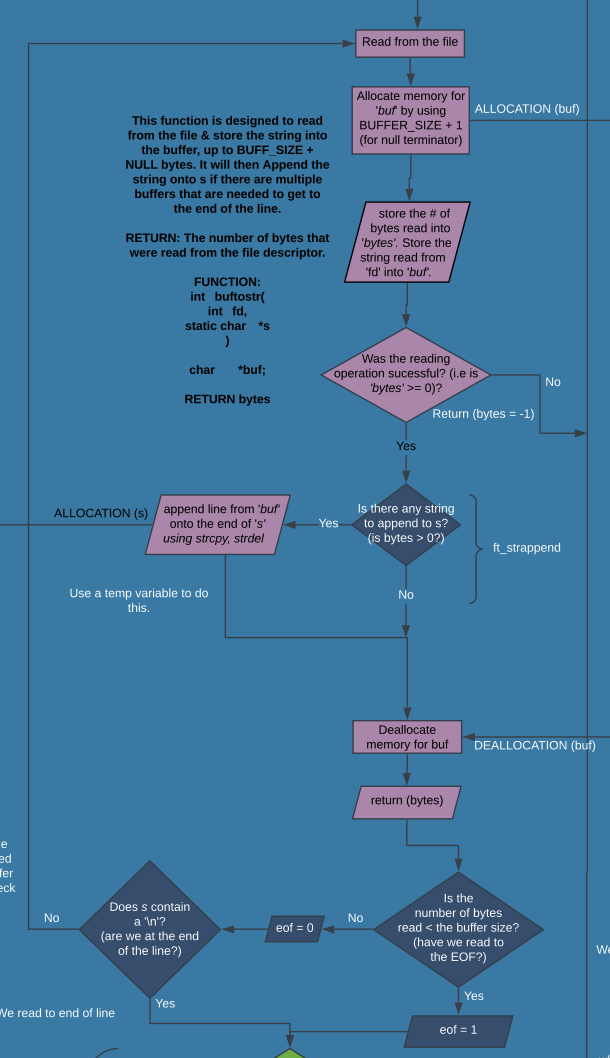 Read from the file
Allocate memory for
'buf' by using
BUFFER_SIZE + 1
(for null terminator)
ALLOCATION (buf)
This function is designed to read
from the file & store the string into
the buffer, up to BUFF_SIZE +
NULL bytes. It will then Append the
string onto s if there are multiple
buffers that are needed to get to
the end of the line.
RETURN: The number of bytes that
were read from the file descriptor.
FUNCTION:
int buftostr(
int fd,
static char *s
)
char *buf;
RETURN bytes
store the # of
bytes read into
'bytes'. Store the
string read from
'fd' into 'buf'.
Was the reading
operation sucessful? (i.e is
'bytes' >= 0)?
No
Return (bytes = -1)
Yes
ALLOCATION (s)
append line from 'buf'
onto the end of 's'
using strcpy, strdel
Yes
Is there any string
to append to s?
(is bytes > 0?)
ft_strappend
Use a temp variable to do
this.
No
Deallocate
memory for buf
DEALLOCATION (buf)
return (bytes)
e
ed
fer
eck
No
Does s contain
a '\n'?
(are we at the end
of the line?)
eof = 0
No
Is the
number of bytes
read < the buffer size?
(have we read to
the EOF?)
We
Yes
Yes
We read to end of line
eof = 1